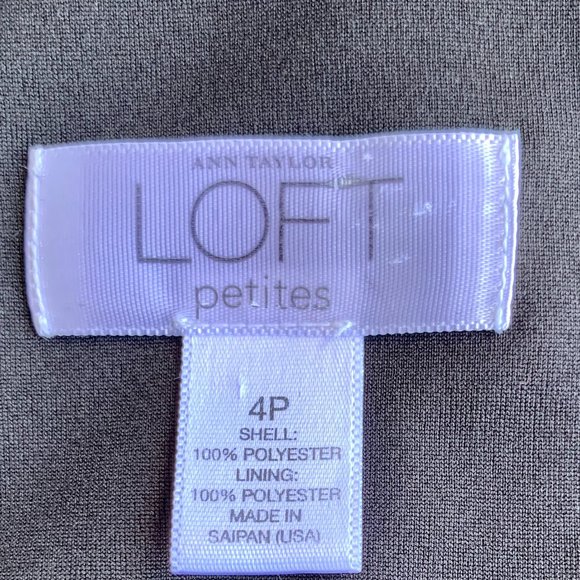 ANN TAYLOR
LOFT
petites
4P
SHELL:
100% POLYESTER
LINING:
100% POLYESTER
MADE IN
SAIPAN (USA)